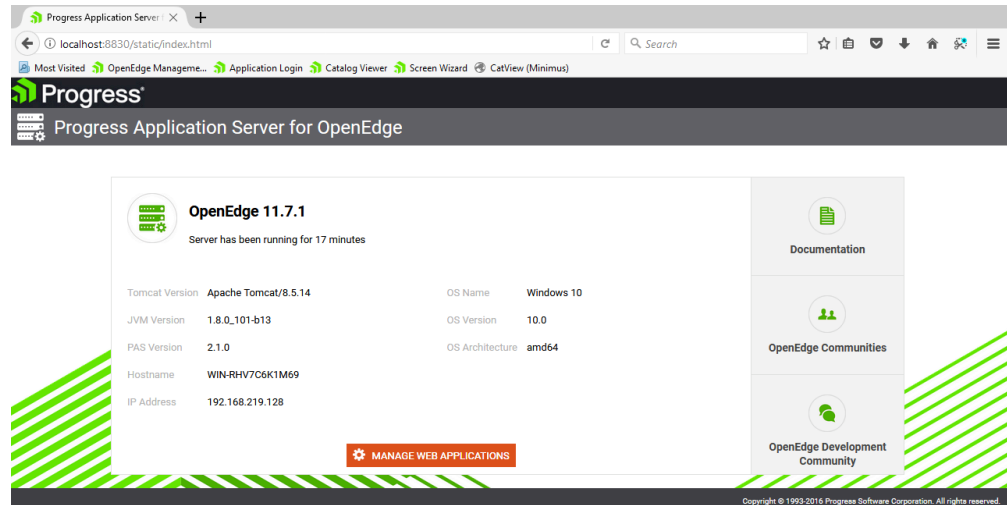 Progress Application Server f
localhost:8830/static/index.html
Search
Most Visited OpenEdge Manageme... Application Login Catalog Viewer Screen Wizard CatView (Minimus)
Progress®
Progress Application Server for OpenEdge
OpenEdge 11.7.1
Server has been running for 17 minutes
Tomcat Version Apache Tomcat/8.5.14
JVM Version 1.8.0_101-b13
PAS Version 2.1.0
Hostname WIN-RHV7C6K1M69
IP Address 192.168.219.128
OS Name Windows 10
OS Version 10.0
OS Architecture amd64
MANAGE WEB APPLICATIONS
Documentation
OpenEdge Communities
OpenEdge Development
Community
Copyright © 1993-2016 Progress Software Corporation. All rights reserved.